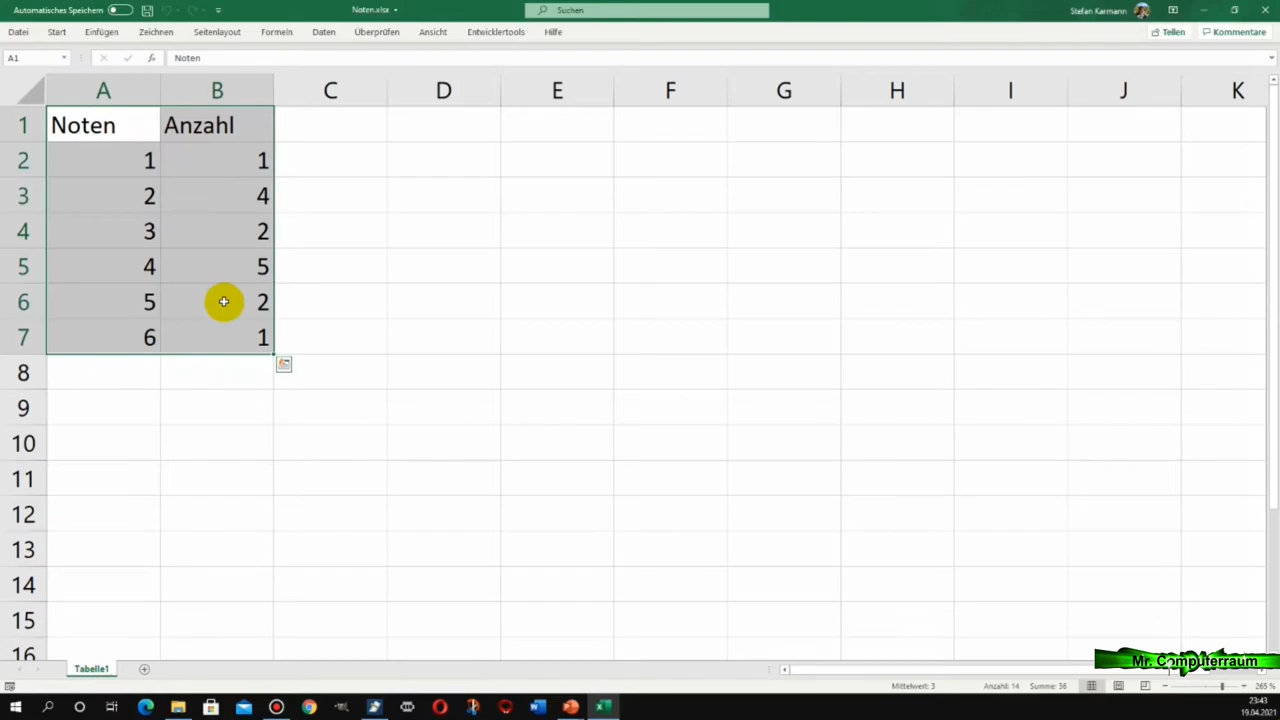 Automatisches Speichern
Noten.xlsx
Suchen
Stefan Karmann
Datei Start Einfügen Zeichnen Seitenlayout Formeln Daten Überprüfen Ansicht Entwicklertools Hilfe
Teilen Kommentare
A1 fx Noten
A B C D E F G H I J K
1 Noten Anzahl
2 1 1
3 2 4
4 3 2
5 4 5
6 5 2
7 6 1
8
9
10
11
12
13
14
15
16
Tabelle1
Mr. Computerraum
Mittelwert: 3 Anzahl: 14 Summe: 36 265 %
23:43
19.04.2021